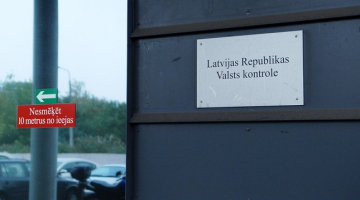 Nesmēķēt
10 metrus no ieejas
Latvijas Republikas
Valsts kontrole